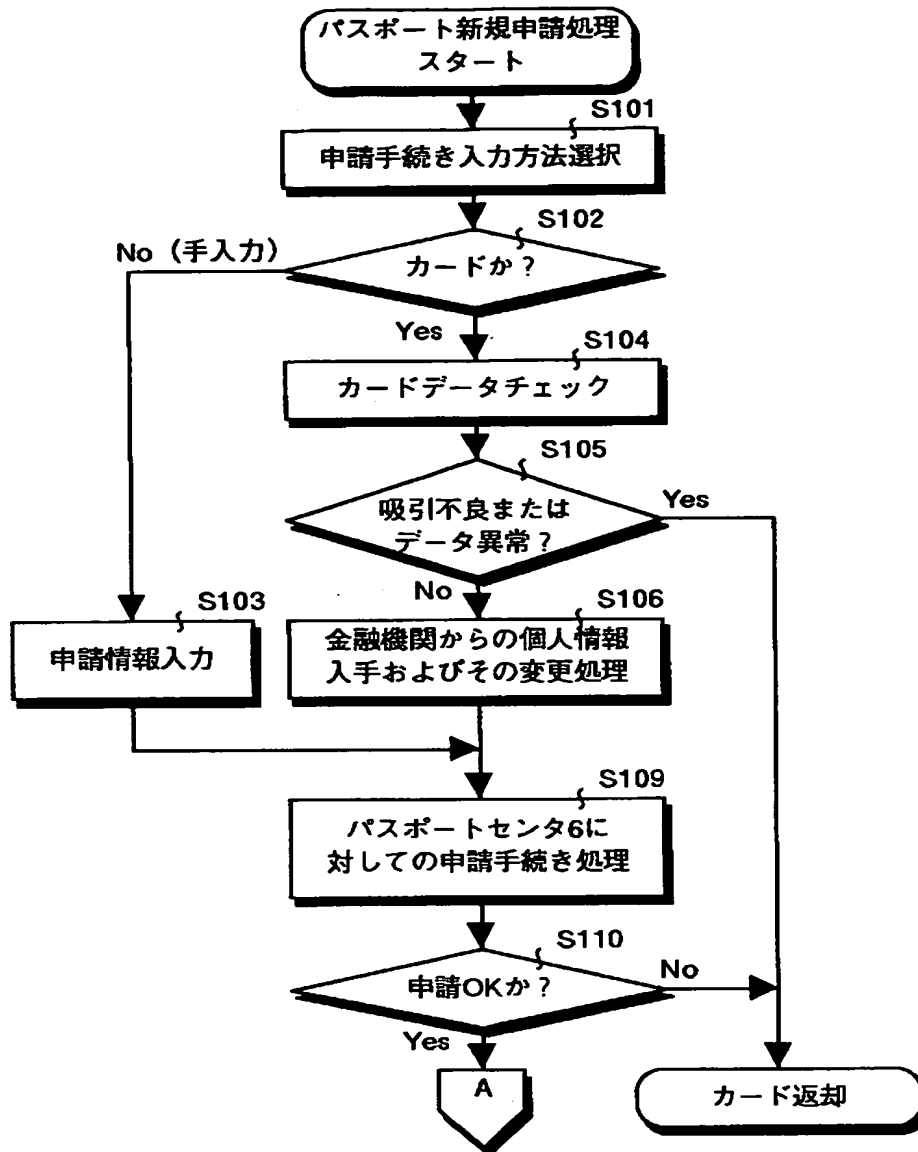 パスポート新規申請処理
スタート
S101
申請手続き入力方法選択
S102
No（手入力）
カードか？
Yes
S104
カードデータチェック
S105
吸引不良または
データ異常？
Yes
No
S103
申請情報入力
S106
金融機関からの個人情報
入手およびその変更処理
S109
パスポートセンタ6に
対しての申請手続き処理
S110
申請OKか？
No
Yes
A
カード返却